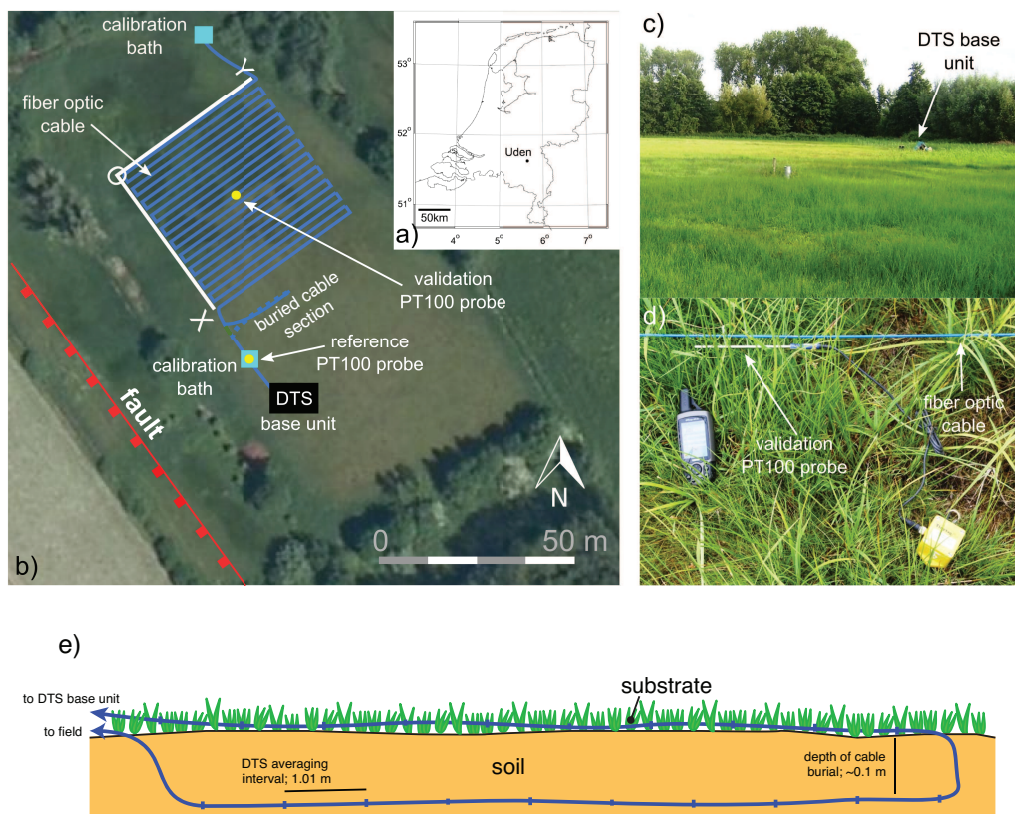 calibration
bath
fiber optic
cable
Y
X
validation
PT100 probe
buried cable
section
reference
PT100 probe
calibration
bath
DTS
base unit
fault
N
0 50 m
b)
53°
52°
51°
Uden
50km
4° 5° 6° 7°
a)
c)
DTS base
unit
d)
validation
PT100 probe
fiber optic
cable
e)
to DTS base unit
to field
substrate
DTS averaging
interval; 1.01 m
soil
depth of cable
burial; ~0.1 m